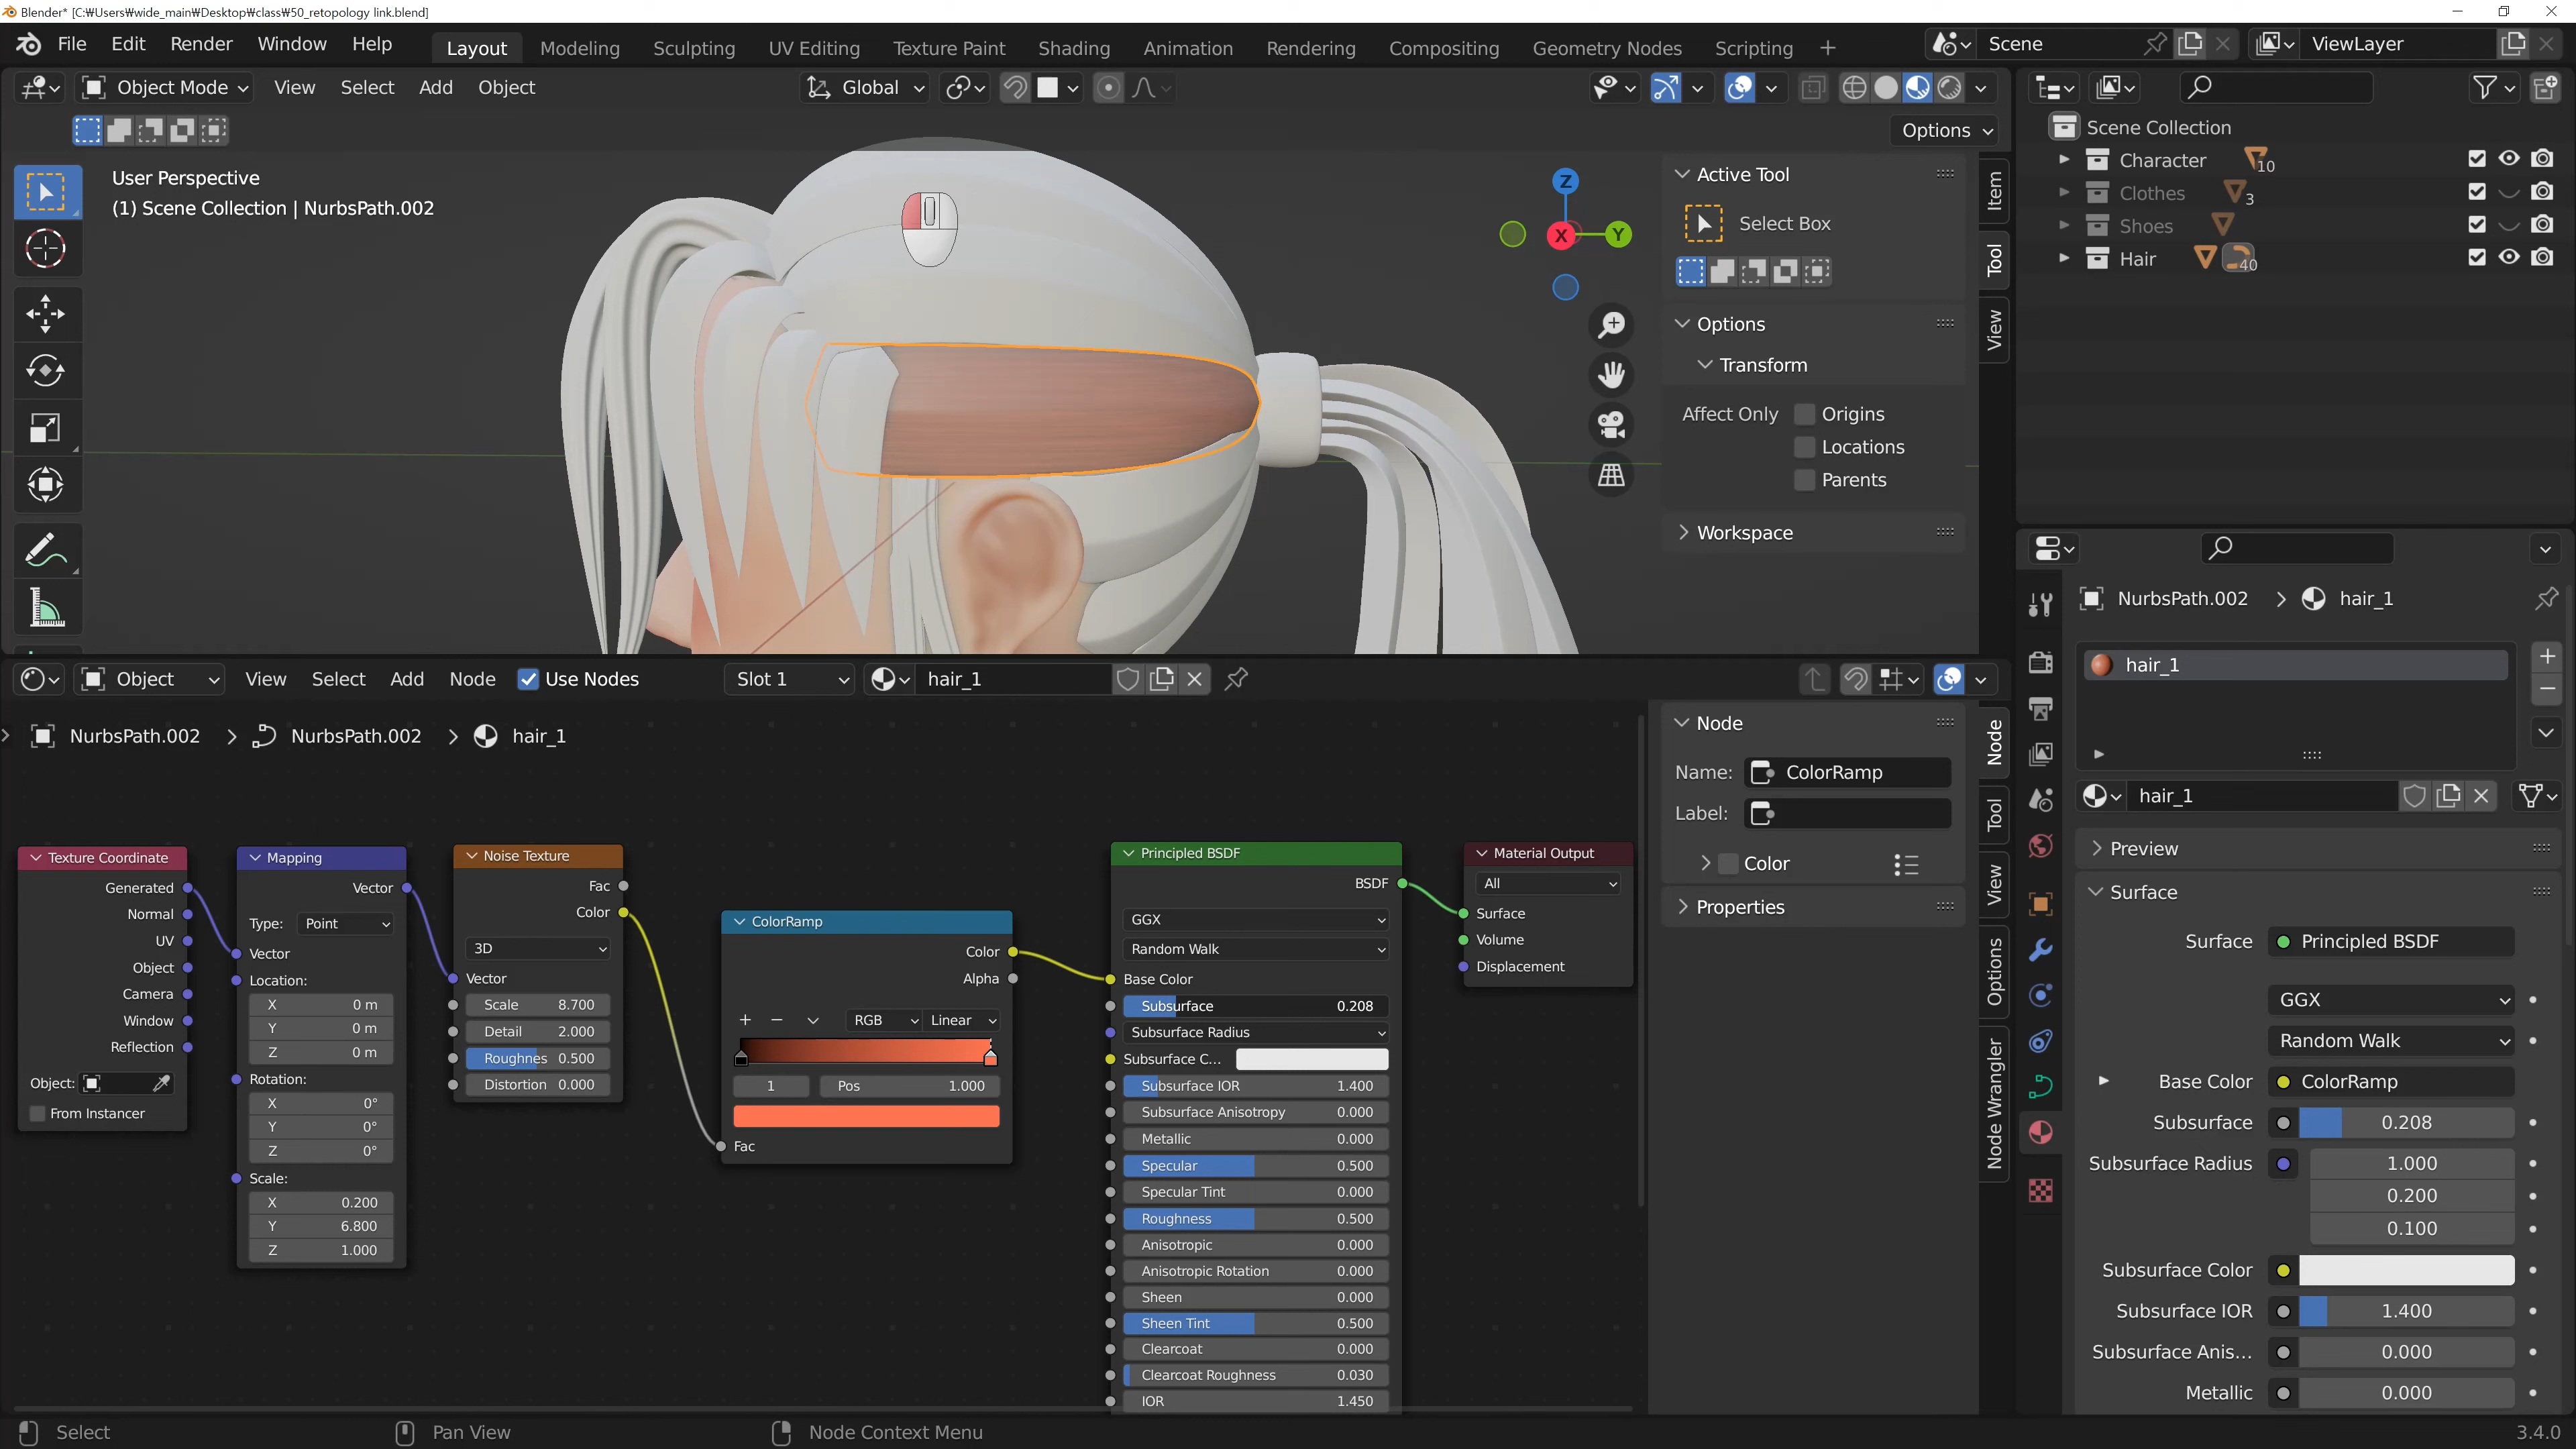 Blender* [C:₩Users₩wide_main₩Desktop₩class₩50_retopology link.blend]
File Edit Render Window Help Layout Modeling Sculpting UV Editing Texture Paint Shading Animation Rendering Compositing Geometry Nodes Scripting + Scene ViewLayer
Object Mode View Select Add Object Global
Options
User Perspective
(1) Scene Collection | NurbsPath.002
Z
X
Y
Active Tool
Select Box
Options
Transform
Affect Only Origins
Locations
Parents
Workspace
Item
Tool
View
Scene Collection
Character 10
Clothes 3
Shoes
Hair 40
Object View Select Add Node Use Nodes Slot 1 hair_1
NurbsPath.002 > NurbsPath.002 > hair_1
Texture Coordinate
Generated
Normal
UV
Object
Camera
Window
Reflection
Object:
From Instancer
Mapping
Vector
Type: Point
Vector
Location:
X 0 m
Y 0 m
Z 0 m
Rotation:
X 0°
Y 0°
Z 0°
Scale:
X 0.200
Y 6.800
Z 1.000
Noise Texture
Fac
Color
3D
Vector
Scale 8.700
Detail 2.000
Roughnes 0.500
Distortion 0.000
ColorRamp
Color
Alpha
+ − RGB Linear
1 Pos 1.000
Fac
Principled BSDF
BSDF
GGX
Random Walk
Base Color
Subsurface 0.208
Subsurface Radius
Subsurface C...
Subsurface IOR 1.400
Subsurface Anisotropy 0.000
Metallic 0.000
Specular 0.500
Specular Tint 0.000
Roughness 0.500
Anisotropic 0.000
Anisotropic Rotation 0.000
Sheen 0.000
Sheen Tint 0.500
Clearcoat 0.000
Clearcoat Roughness 0.030
IOR 1.450
Material Output
All
Surface
Volume
Displacement
Node
Name: ColorRamp
Label:
Color
Properties
Node
Tool
View
Options
Node Wrangler
NurbsPath.002 > hair_1
hair_1
hair_1
Preview
Surface
Surface Principled BSDF
GGX
Random Walk
Base Color ColorRamp
Subsurface 0.208
Subsurface Radius 1.000
0.200
0.100
Subsurface Color
Subsurface IOR 1.400
Subsurface Anis... 0.000
Metallic 0.000
Select Pan View Node Context Menu 3.4.0